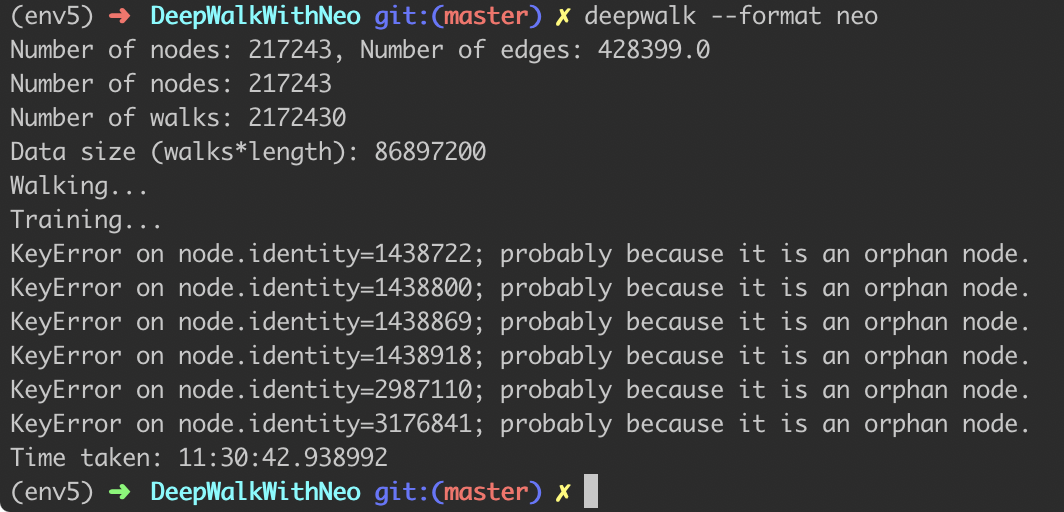 (env5) ➜ DeepWalkWithNeo git:(master) ✗ deepwalk --format neo
Number of nodes: 217243, Number of edges: 428399.0
Number of nodes: 217243
Number of walks: 2172430
Data size (walks*length): 86897200
Walking...
Training...
KeyError on node.identity=1438722; probably because it is an orphan node.
KeyError on node.identity=1438800; probably because it is an orphan node.
KeyError on node.identity=1438869; probably because it is an orphan node.
KeyError on node.identity=1438918; probably because it is an orphan node.
KeyError on node.identity=2987110; probably because it is an orphan node.
KeyError on node.identity=3176841; probably because it is an orphan node.
Time taken: 11:30:42.938992
(env5) ➜ DeepWalkWithNeo git:(master) ✗